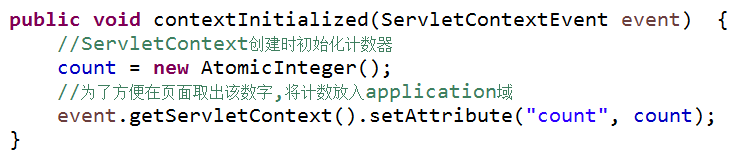 public void contextInitialized(ServletContextEvent event)  {
    //ServletContext创建时初始化计数器
    count = new AtomicInteger();
    //为了方便在页面取出该数字,将计数放入application域
    event.getServletContext().setAttribute("count", count);
}